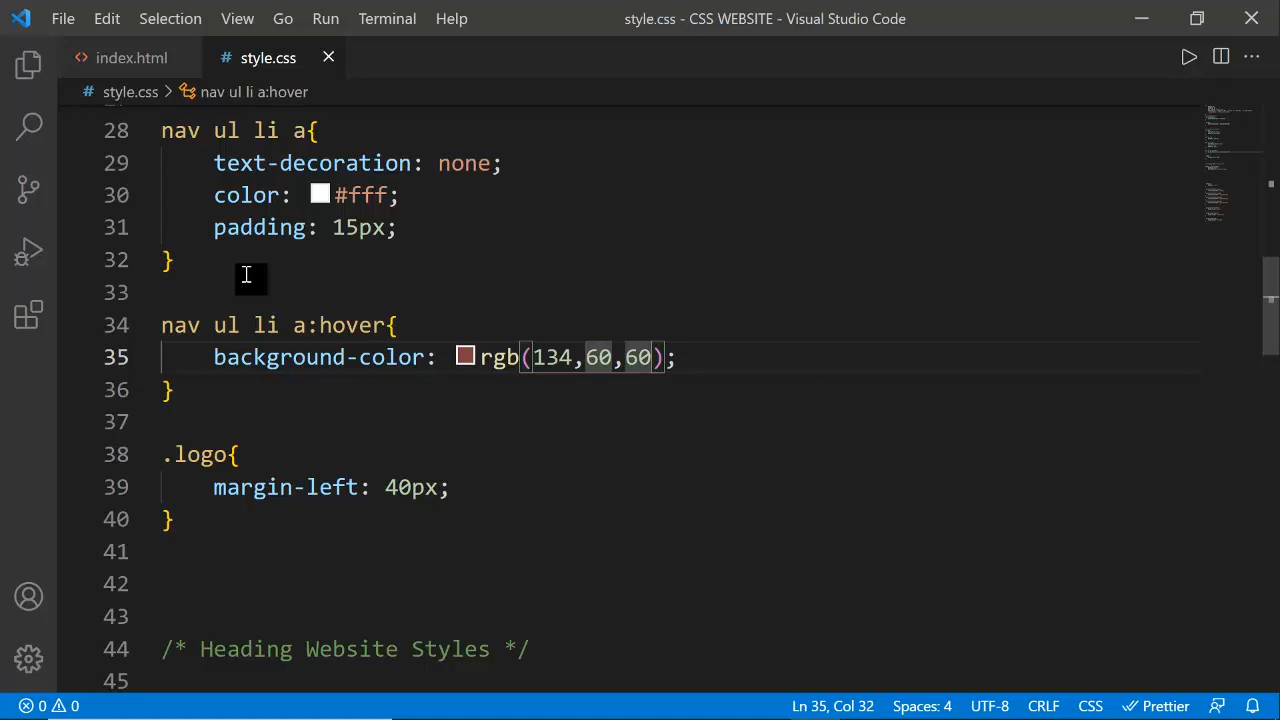 File Edit Selection View Go Run Terminal Help style.css - CSS WEBSITE - Visual Studio Code
index.html # style.css
# style.css > nav ul li a:hover
28 nav ul li a{
29 text-decoration: none;
30 color: #fff;
31 padding: 15px;
32 }
33
34 nav ul li a:hover{
35 background-color: rgb(134,60,60);
36 }
37
38 .logo{
39 margin-left: 40px;
40 }
41
42
43
44 /* Heading Website Styles */
45
0 0 Ln 35, Col 32 Spaces: 4 UTF-8 CRLF CSS Prettier